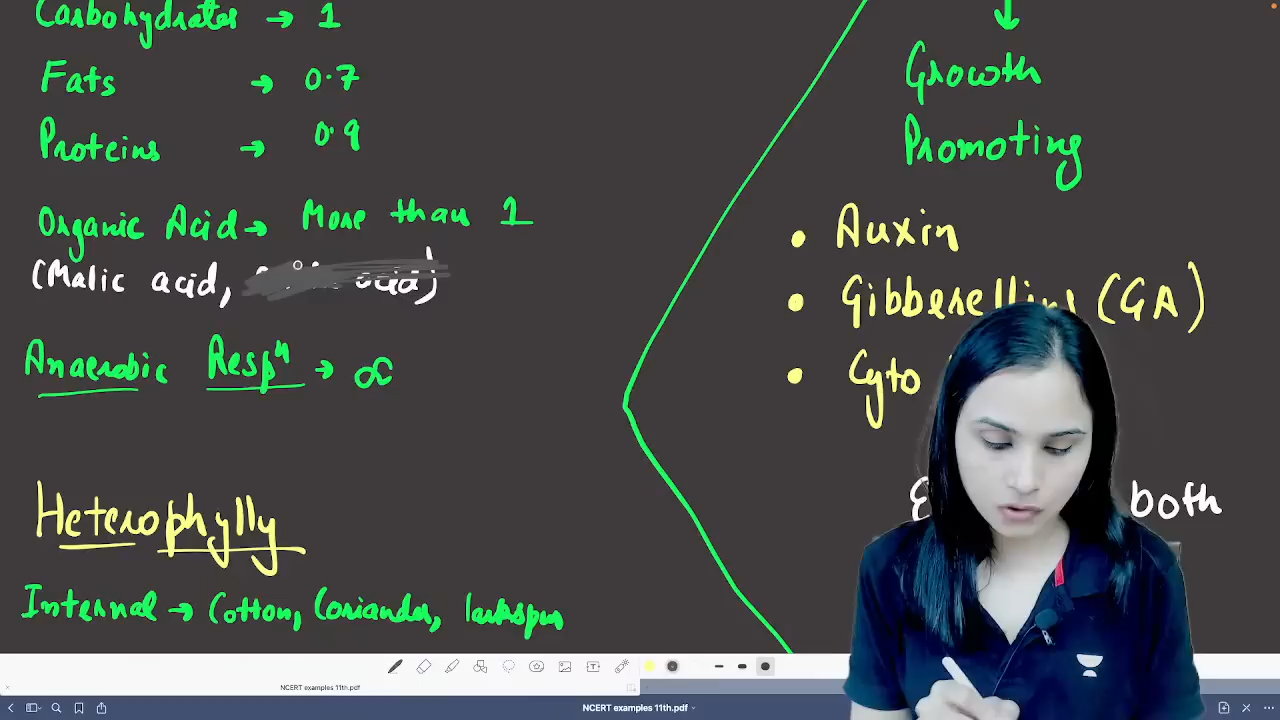 Carbohydrates → 1
Fats → 0.7
Proteins → 0.9
Organic Acid → More than 1
(Malic acid, acid)
Anaerobic Respⁿ → ∝
Heterophylly
Internal → Cotton, Coriander, larkspur
↓
Growth
Promoting
• Auxin
• Gibberellins (GA)
• Cyto
both
NCERT examples 11th.pdf
NCERT examples 11th.pdf